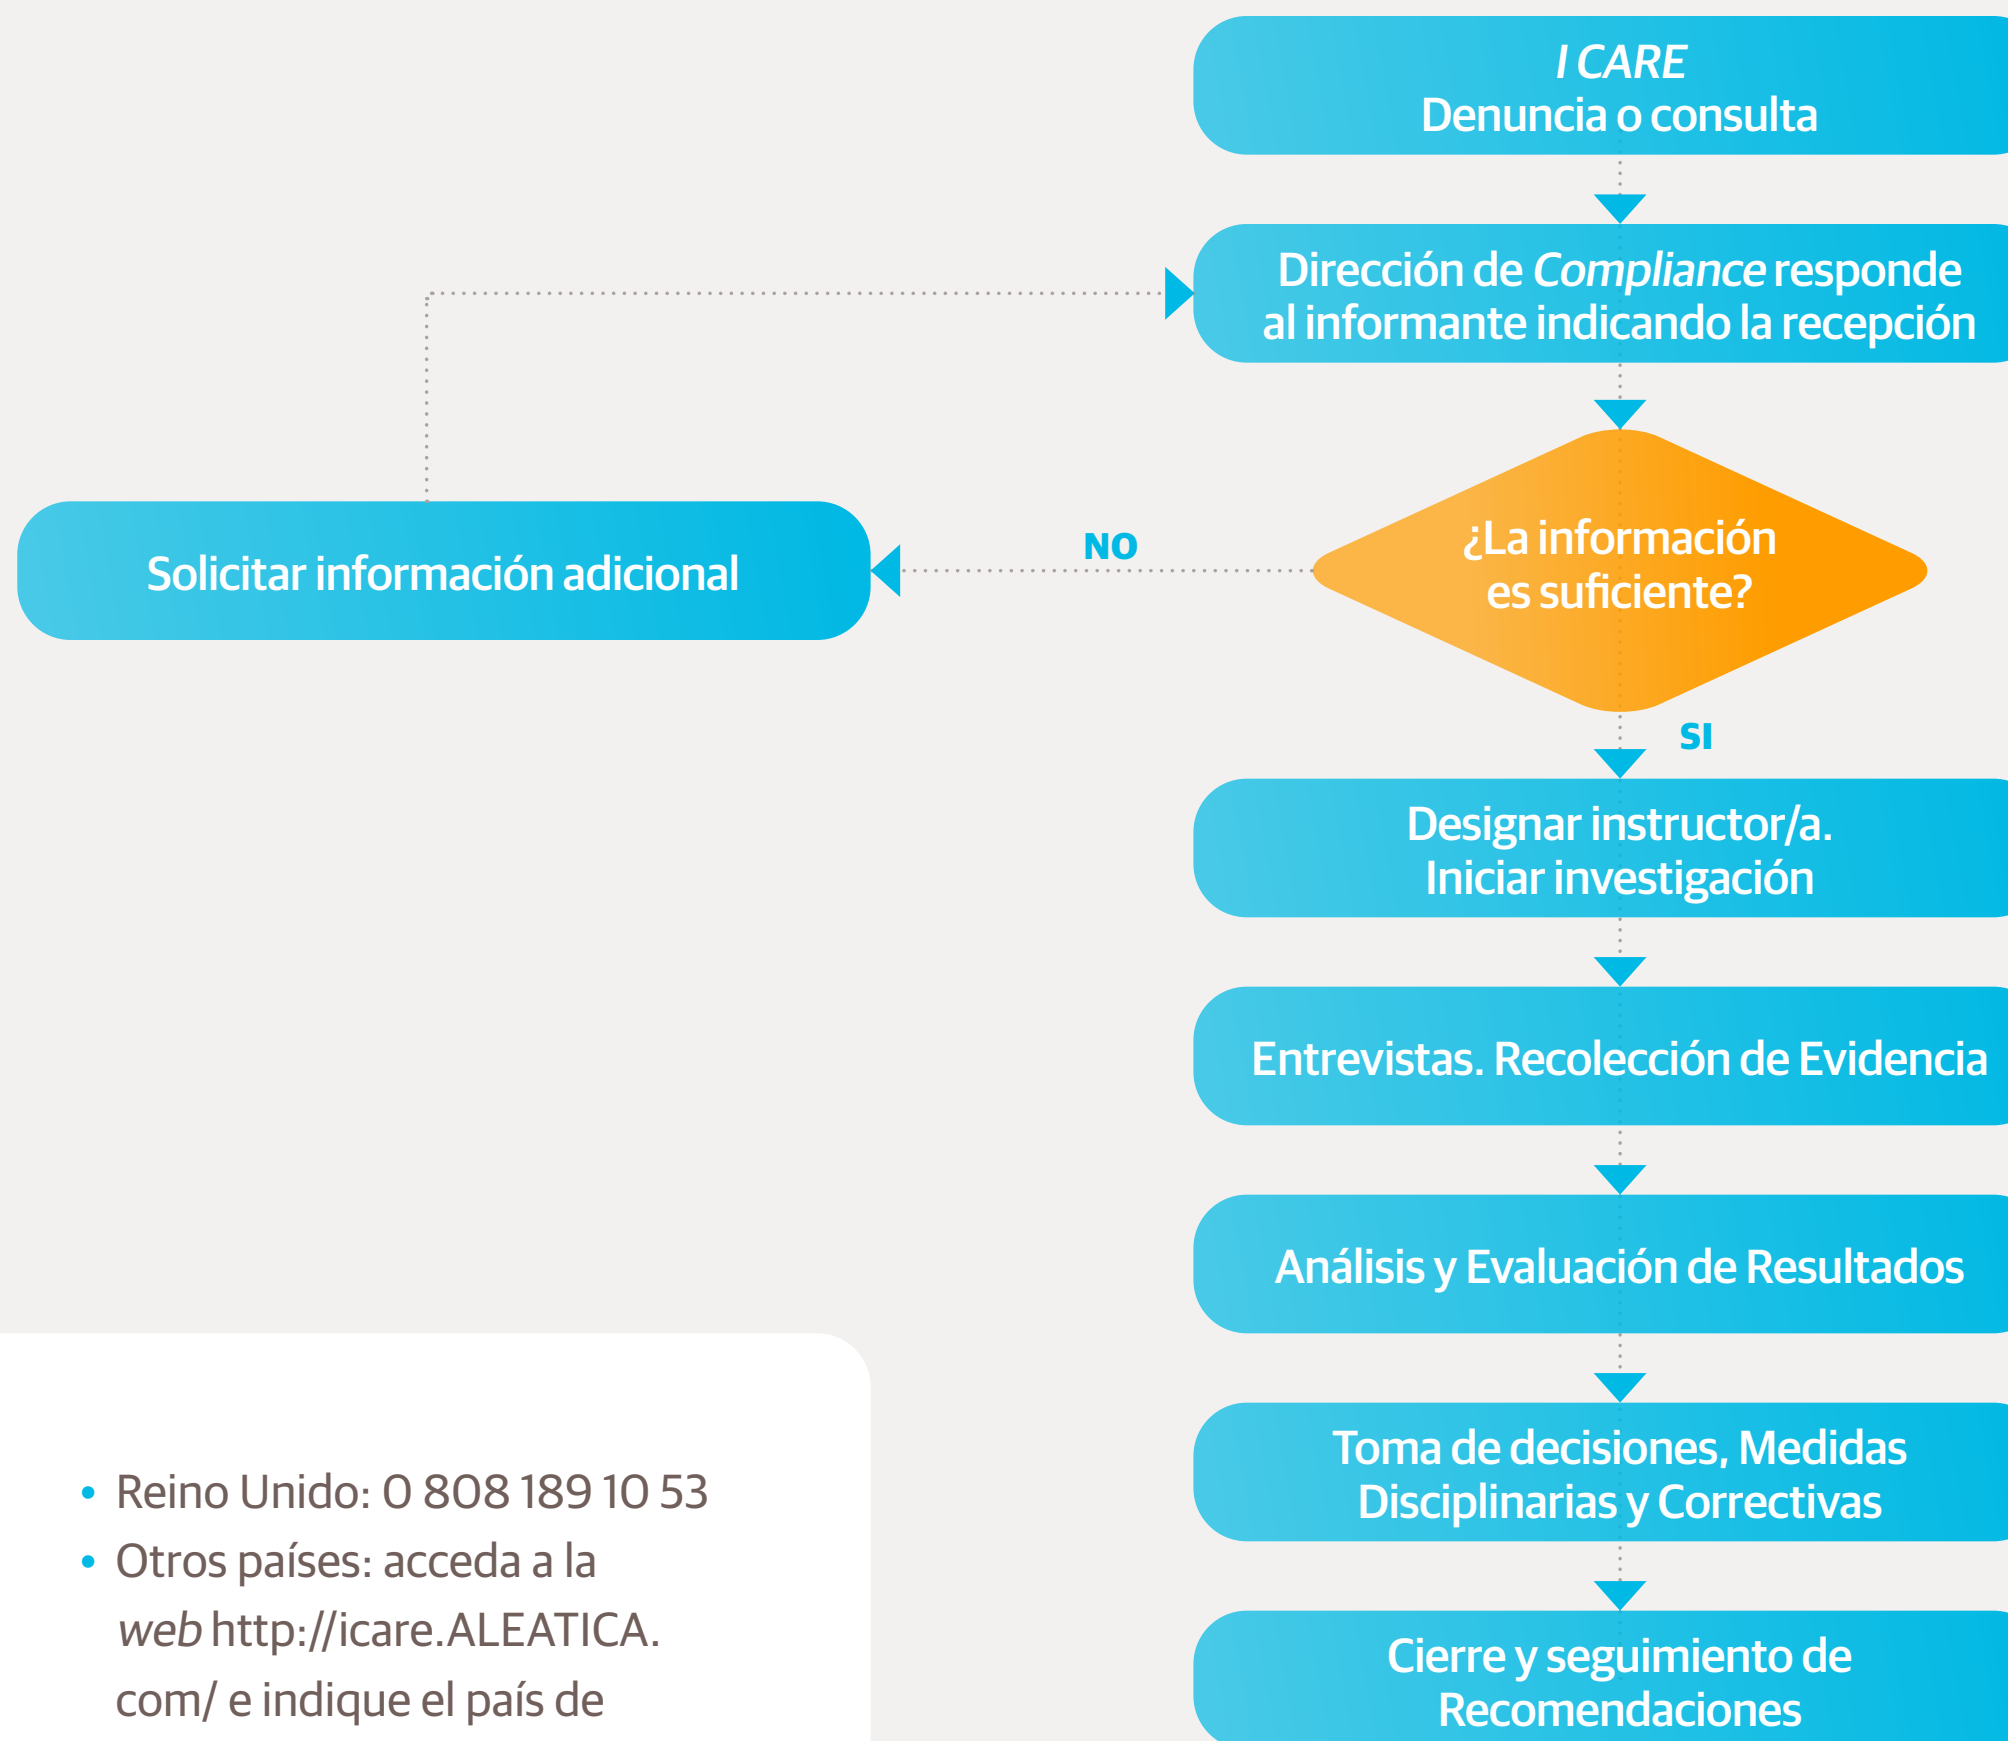 I CARE
Denuncia o consulta
Dirección de Compliance responde
al informante indicando la recepción
¿La información
es suficiente?
NO
Solicitar información adicional
SI
Designar instructor/a.
Iniciar investigación
Entrevistas. Recolección de Evidencia
Análisis y Evaluación de Resultados
Toma de decisiones, Medidas
Disciplinarias y Correctivas
Cierre y seguimiento de
Recomendaciones
• Reino Unido: 0 808 189 10 53
• Otros países: acceda a la
web http://icare.ALEATICA.
com/ e indique el país de